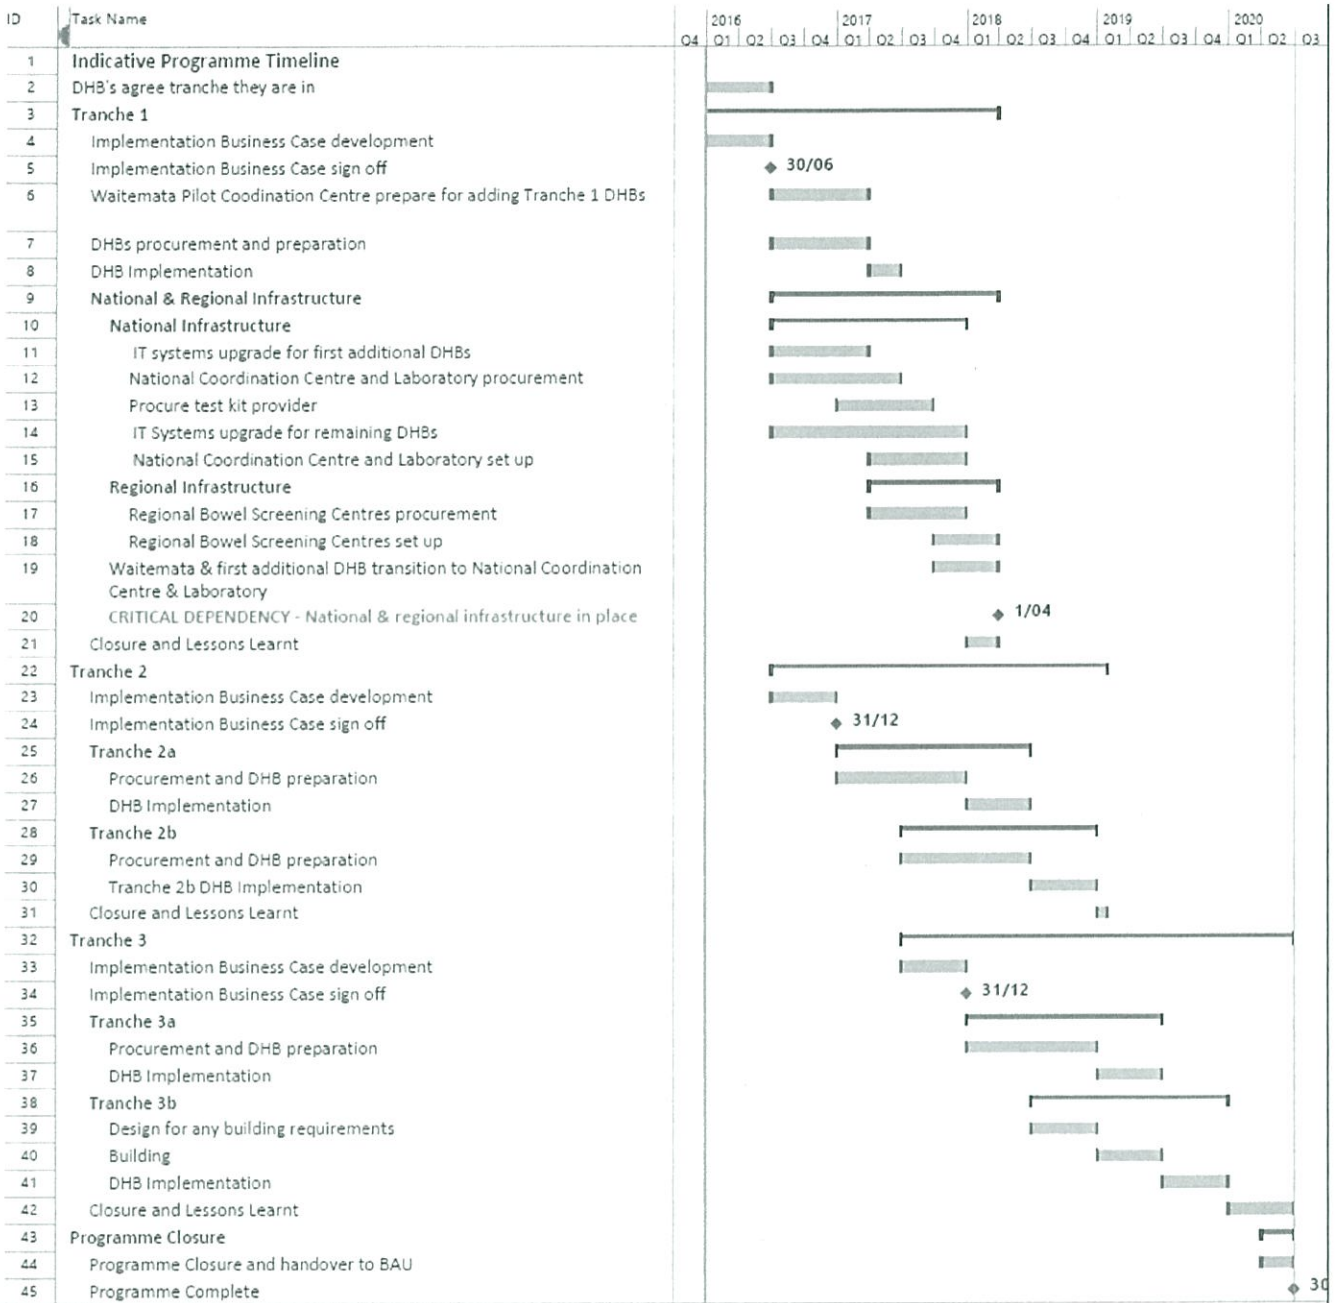 ID Task Name 2016 2017 2018 2019 2020
Q4 Q1 Q2 Q3 Q4 Q1 Q2 Q3 Q4 Q1 Q2 Q3 Q4 Q1 Q2 Q3 Q4 Q1 Q2 Q3
1 Indicative Programme Timeline
2 DHB's agree tranche they are in
3 Tranche 1
4 Implementation Business Case development
5 Implementation Business Case sign off 30/06
6 Waitemata Pilot Coodination Centre prepare for adding Tranche 1 DHBs
7 DHBs procurement and preparation
8 DHB Implementation
9 National & Regional Infrastructure
10 National Infrastructure
11 IT systems upgrade for first additional DHBs
12 National Coordination Centre and Laboratory procurement
13 Procure test kit provider
14 IT Systems upgrade for remaining DHBs
15 National Coordination Centre and Laboratory set up
16 Regional Infrastructure
17 Regional Bowel Screening Centres procurement
18 Regional Bowel Screening Centres set up
19 Waitemata & first additional DHB transition to National Coordination
Centre & Laboratory
20 CRITICAL DEPENDENCY - National & regional infrastructure in place 1/04
21 Closure and Lessons Learnt
22 Tranche 2
23 Implementation Business Case development
24 Implementation Business Case sign off 31/12
25 Tranche 2a
26 Procurement and DHB preparation
27 DHB Implementation
28 Tranche 2b
29 Procurement and DHB preparation
30 Tranche 2b DHB Implementation
31 Closure and Lessons Learnt
32 Tranche 3
33 Implementation Business Case development
34 Implementation Business Case sign off 31/12
35 Tranche 3a
36 Procurement and DHB preparation
37 DHB Implementation
38 Tranche 3b
39 Design for any building requirements
40 Building
41 DHB Implementation
42 Closure and Lessons Learnt
43 Programme Closure
44 Programme Closure and handover to BAU
45 Programme Complete 30